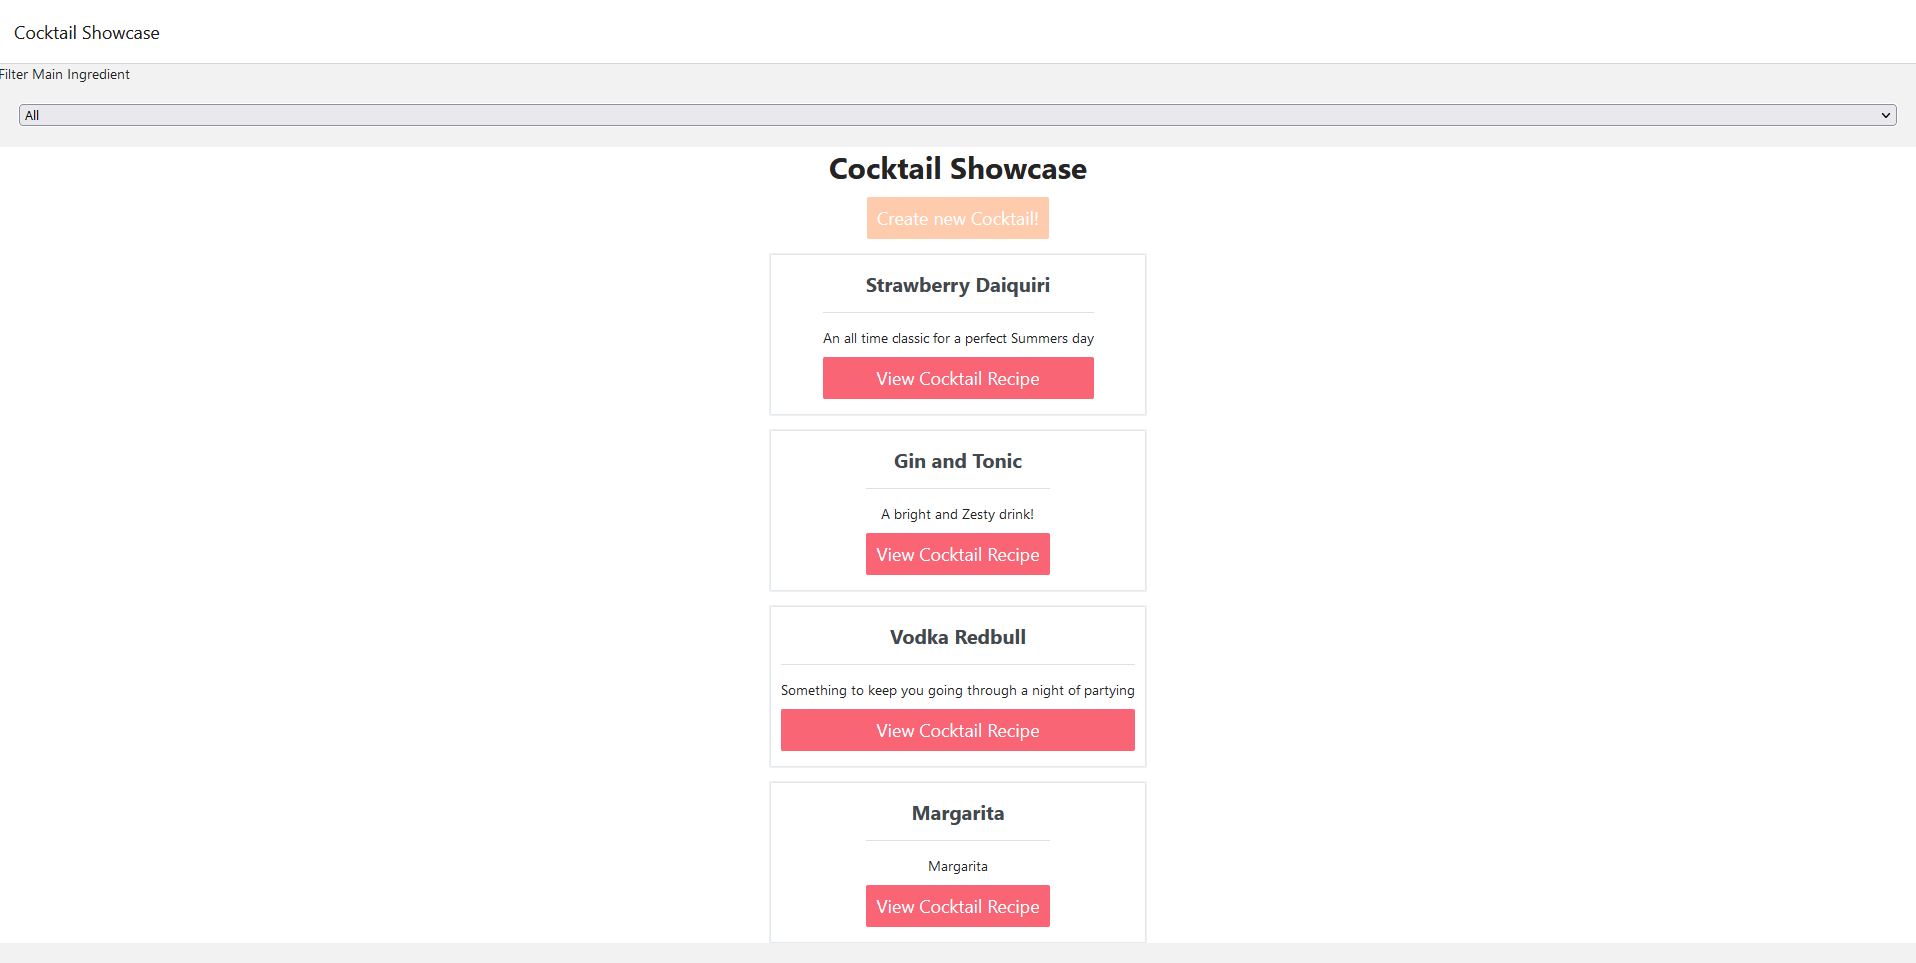 Cocktail Showcase
Filter Main Ingredient
All
Cocktail Showcase
Create new Cocktail!
Strawberry Daiquiri
An all time classic for a perfect Summers day
View Cocktail Recipe
Gin and Tonic
A bright and Zesty drink!
View Cocktail Recipe
Vodka Redbull
Something to keep you going through a night of partying
View Cocktail Recipe
Margarita
Margarita
View Cocktail Recipe